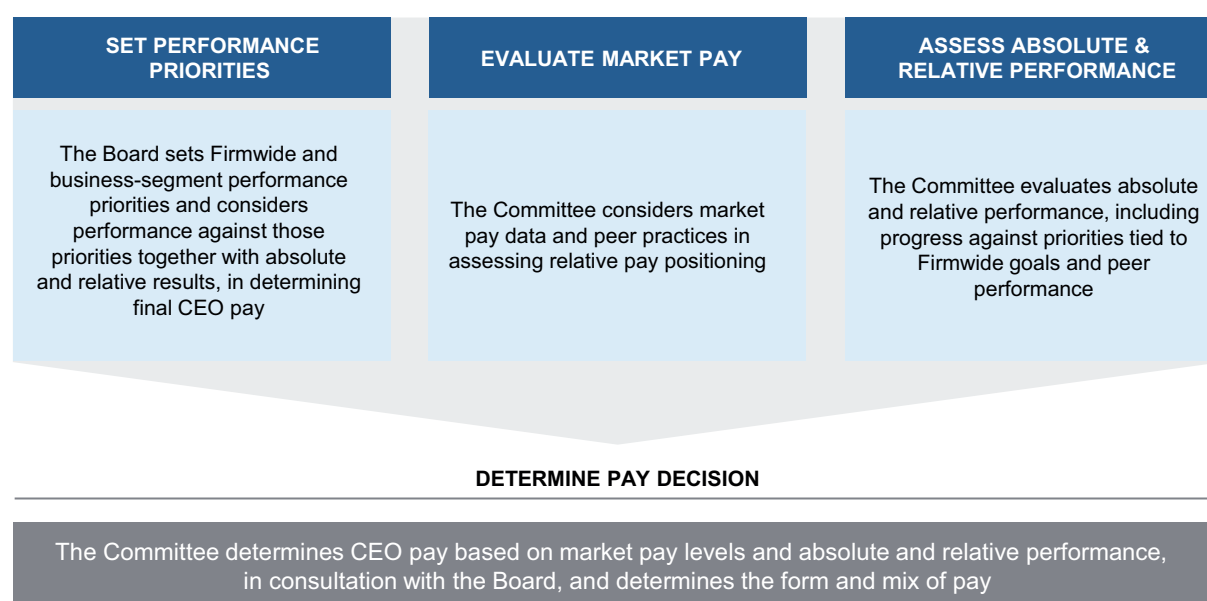 SET PERFORMANCE
PRIORITIES
The Board sets Firmwide and
business-segment performance
priorities and considers
performance against those
priorities together with absolute
and relative results, in determining
final CEO pay
EVALUATE MARKET PAY
The Committee considers market
pay data and peer practices in
assessing relative pay positioning
ASSESS ABSOLUTE &
RELATIVE PERFORMANCE
The Committee evaluates absolute
and relative performance, including
progress against priorities tied to
Firmwide goals and peer
performance
DETERMINE PAY DECISION
The Committee determines CEO pay based on market pay levels and absolute and relative performance,
in consultation with the Board, and determines the form and mix of pay